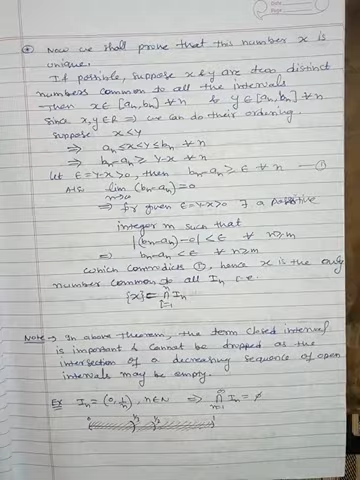 Date
Page
Now we shall prove that this number x is
unique.
If possible, suppose x & y are two distinct
numbers common to all the intervals
Then x ∈ [an, bn] ∀ n & y ∈ [an, bn] ∀ n
Since x, y ∈ R ⇒ we can do their ordering.
Suppose x < y
⇒ an ≤ x < y ≤ bn ∀ n
⇒ bn - an ≥ y - x ∀ n
Let ε = y - x > 0, then bn - an ≥ ε ∀ n — ①
Also lim n→∞ (bn - an) = 0
⇒ for given ε = y - x > 0 ∃ a positive
integer m such that
|(bn - an) - 0| < ε ∀ n ≥ m
⇒ bn - an < ε ∀ n ≥ m
which contradicts ①, hence x is the only
number common to all In i.e.
{x} = ∩ In
Note → In above theorem, the term closed interval
is important & cannot be dropped as the
intersection of a decreasing sequence of open
intervals may be empty.
Ex In = (0, 1/n), n ∈ N ⇒ ∞ ∩ n=1 In = ∅
0 1/3 1/2 1